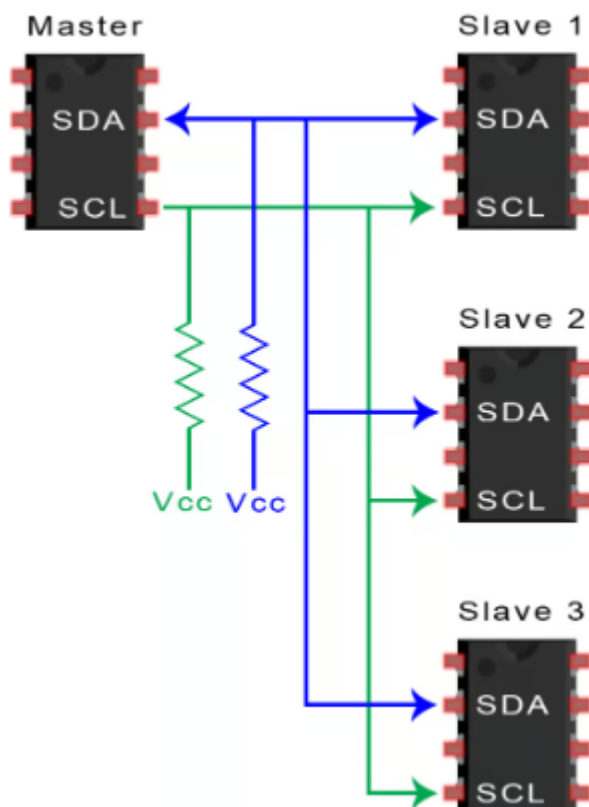 Master
SDA
SCL
Slave 1
SDA
SCL
Vcc
Vcc
Slave 2
SDA
SCL
Slave 3
SDA
SCL